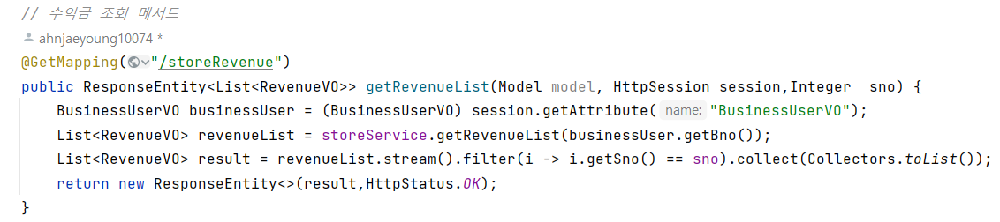 // 수익금 조회 메서드
ahnjaeyoung10074 *
@GetMapping("/storeRevenue")
public ResponseEntity<List<RevenueVO>> getRevenueList(Model model, HttpSession session,Integer  sno) {
    BusinessUserVO businessUser = (BusinessUserVO) session.getAttribute( name: "BusinessUserVO");
    List<RevenueVO> revenueList = storeService.getRevenueList(businessUser.getBno());
    List<RevenueVO> result = revenueList.stream().filter(i -> i.getSno() == sno).collect(Collectors.toList());
    return new ResponseEntity<>(result,HttpStatus.OK);
}